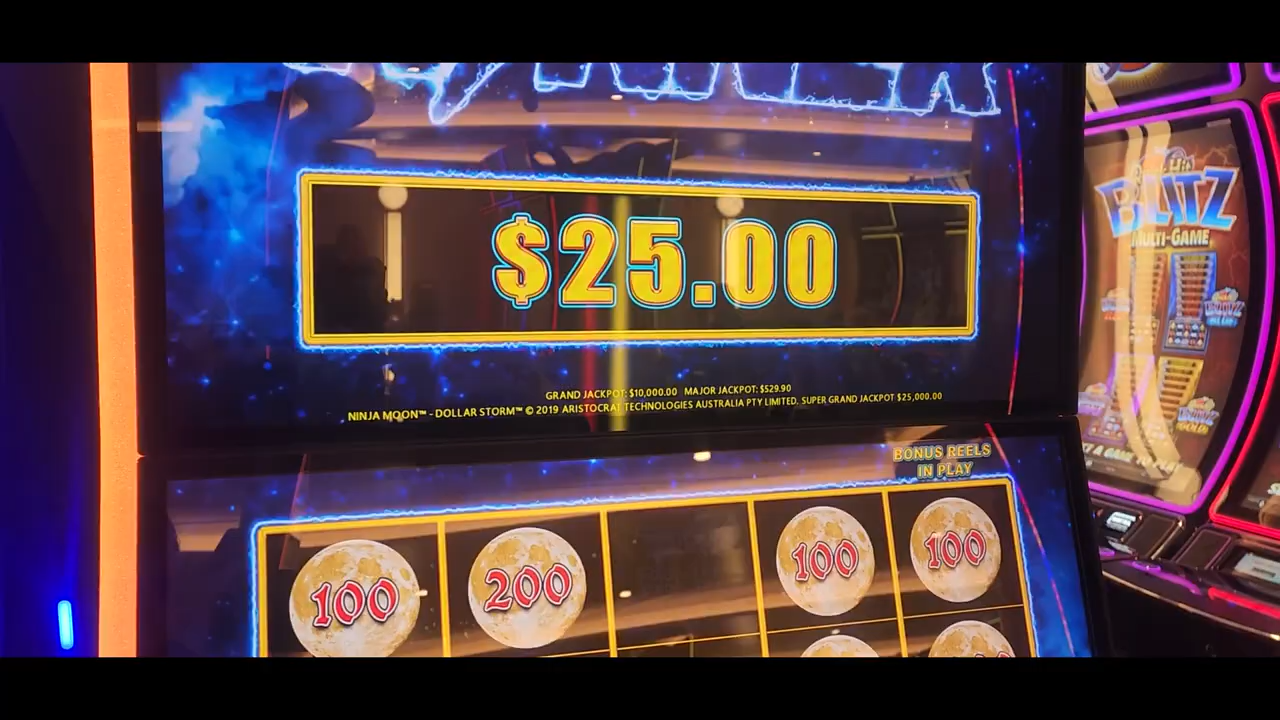 $25.00
GRAND JACKPOT: $10,000.00 MAJOR JACKPOT: $529.90
NINJA MOON™ - DOLLAR STORM™ © 2019 ARISTOCRAT TECHNOLOGIES AUSTRALIA PTY LIMITED. SUPER GRAND JACKPOT $25,000.00
BONUS REELS
IN PLAY
100
200
100
100
BLITZ
MULTI-GAME